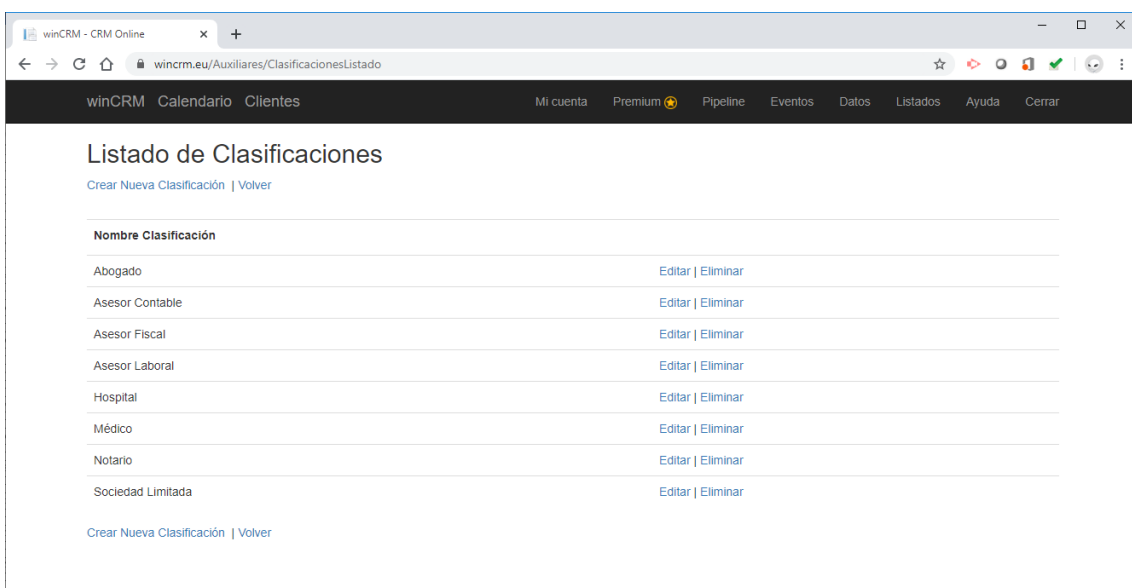 winCRM - CRM Online
wincrm.eu/Auxiliares/ClasificacionesListado
winCRM Calendario Clientes Mi cuenta Premium Pipeline Eventos Datos Listados Ayuda Cerrar
Listado de Clasificaciones
Crear Nueva Clasificación | Volver
Nombre Clasificación
Abogado Editar | Eliminar
Asesor Contable Editar | Eliminar
Asesor Fiscal Editar | Eliminar
Asesor Laboral Editar | Eliminar
Hospital Editar | Eliminar
Médico Editar | Eliminar
Notario Editar | Eliminar
Sociedad Limitada Editar | Eliminar
Crear Nueva Clasificación | Volver